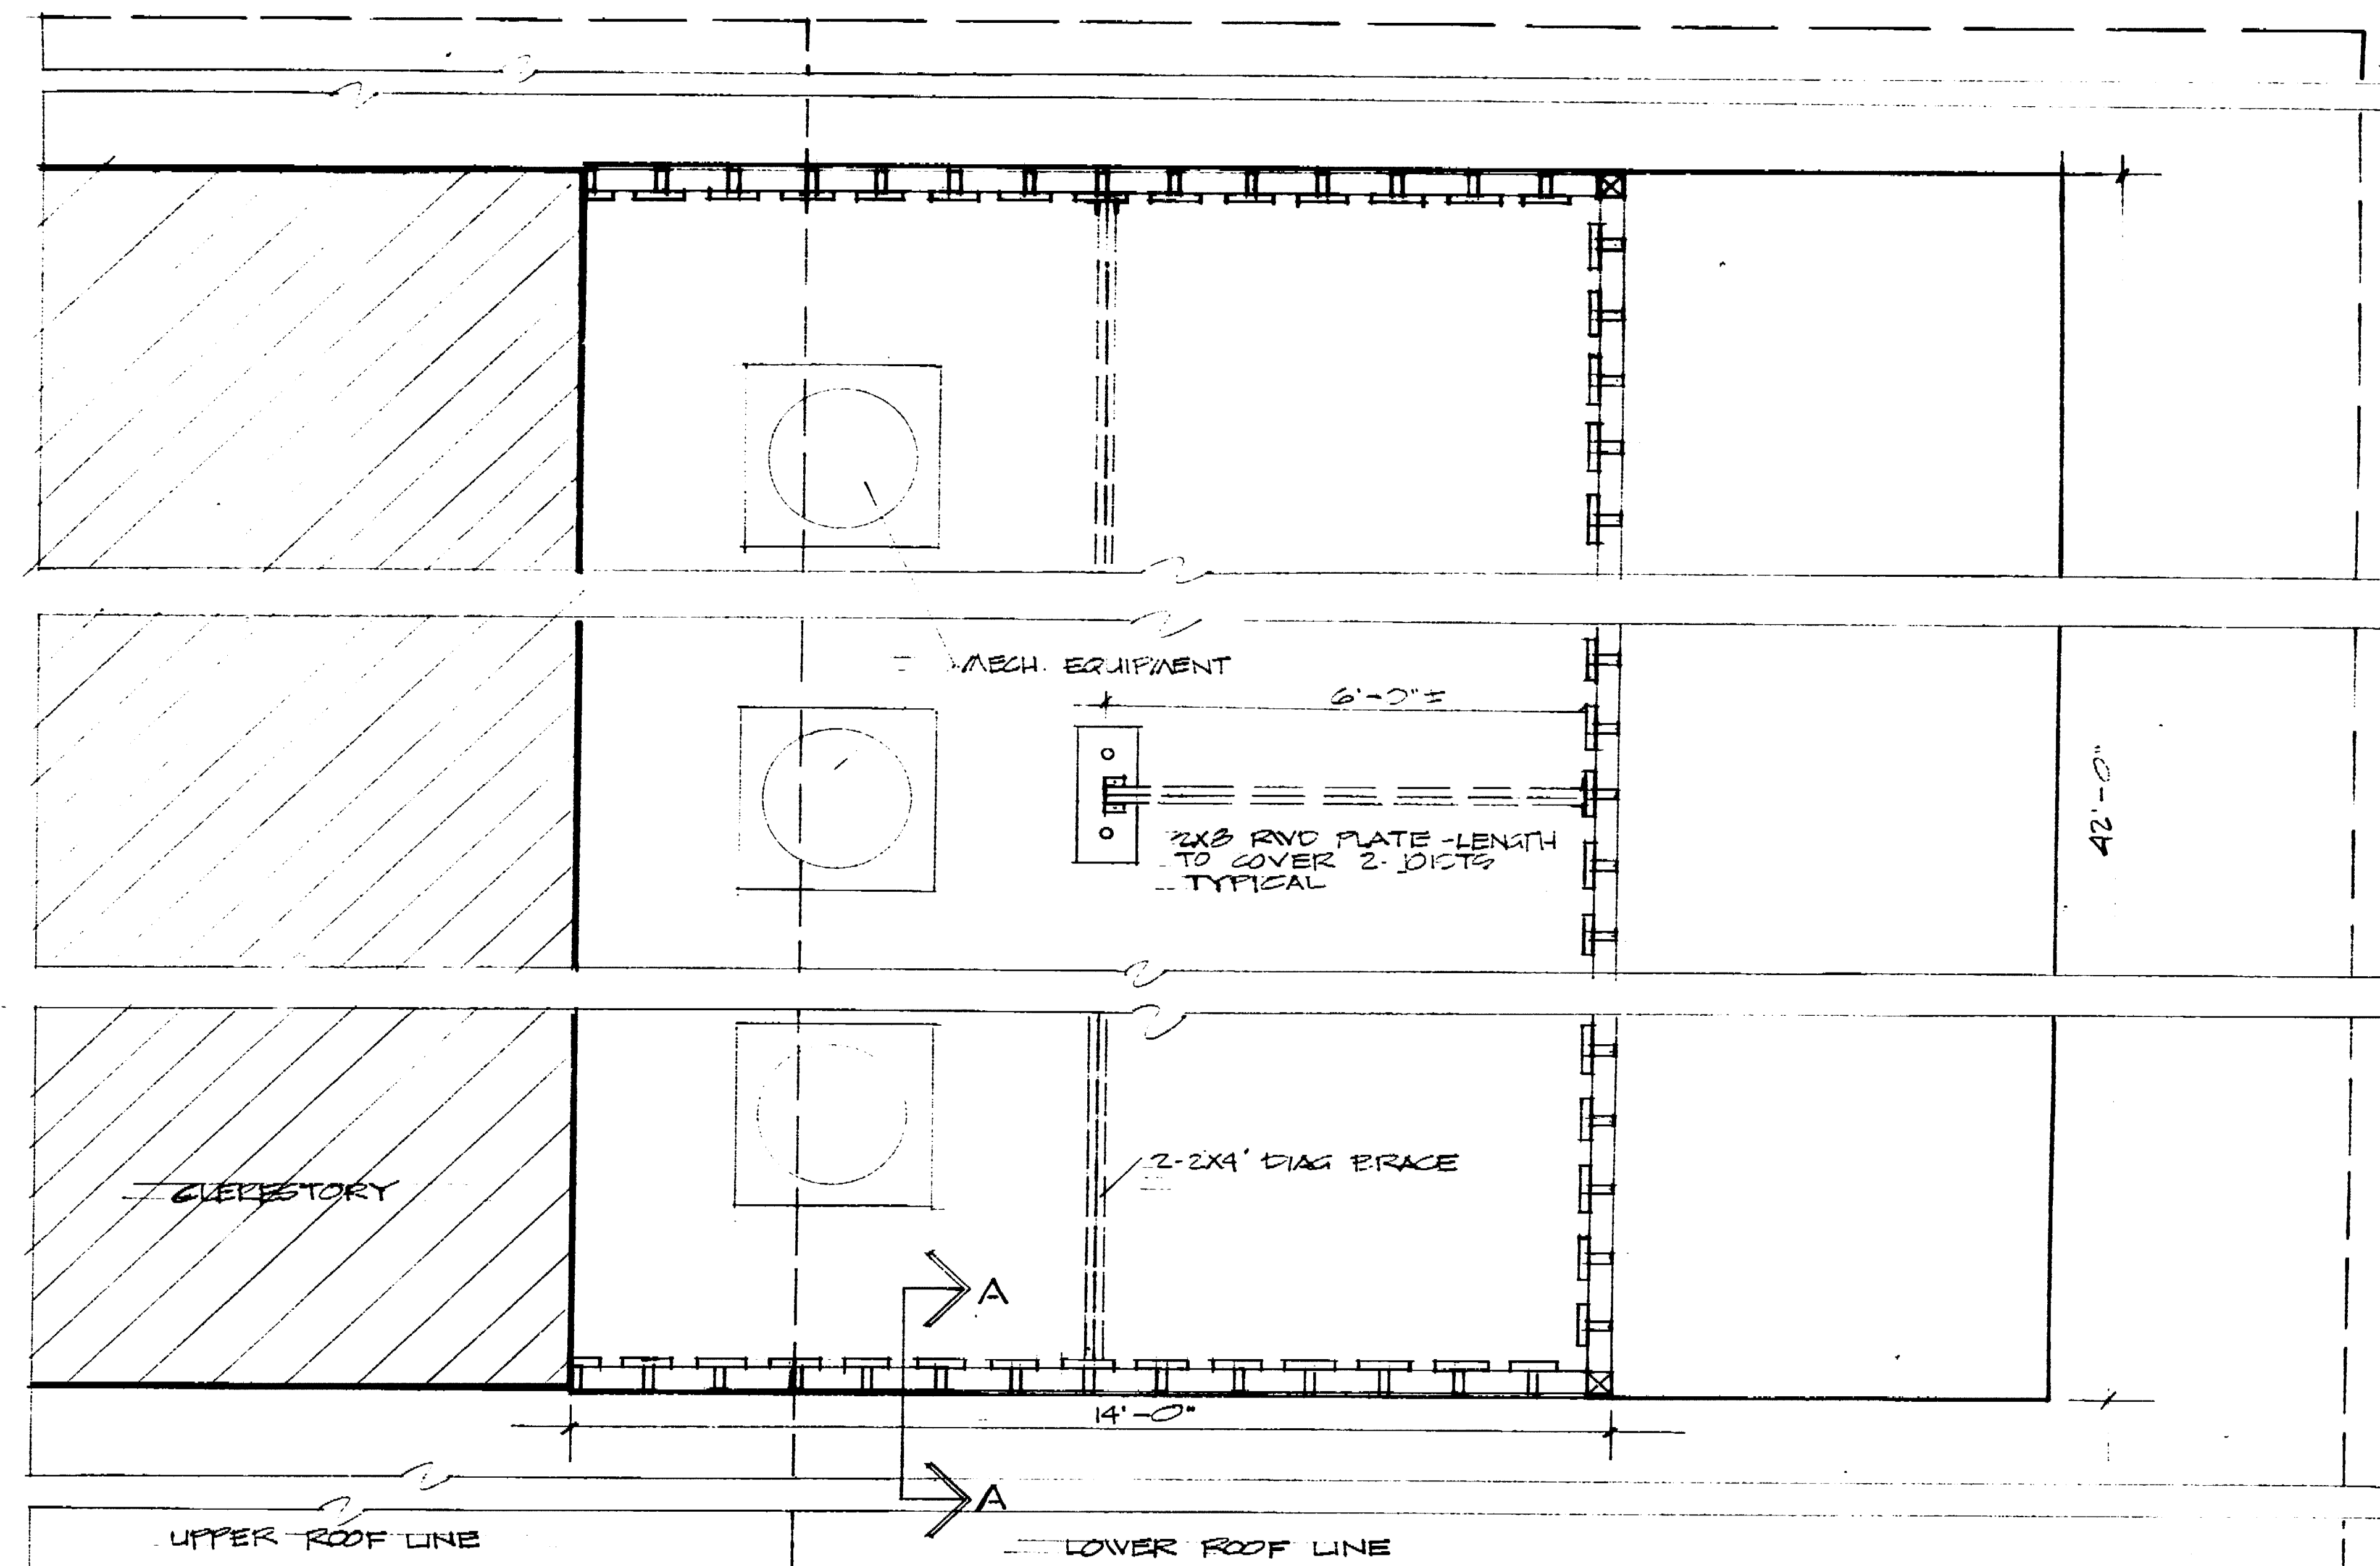 MECH. EQUIPMENT
6'-0"±
2X8 RWD PLATE -LENGTH
TO COVER 2-JOISTS
TYPICAL
42'-0"
2-2X4' DIAG BRACE
CLERESTORY
A
14'-0"
A
UPPER ROOF LINE
LOWER ROOF LINE